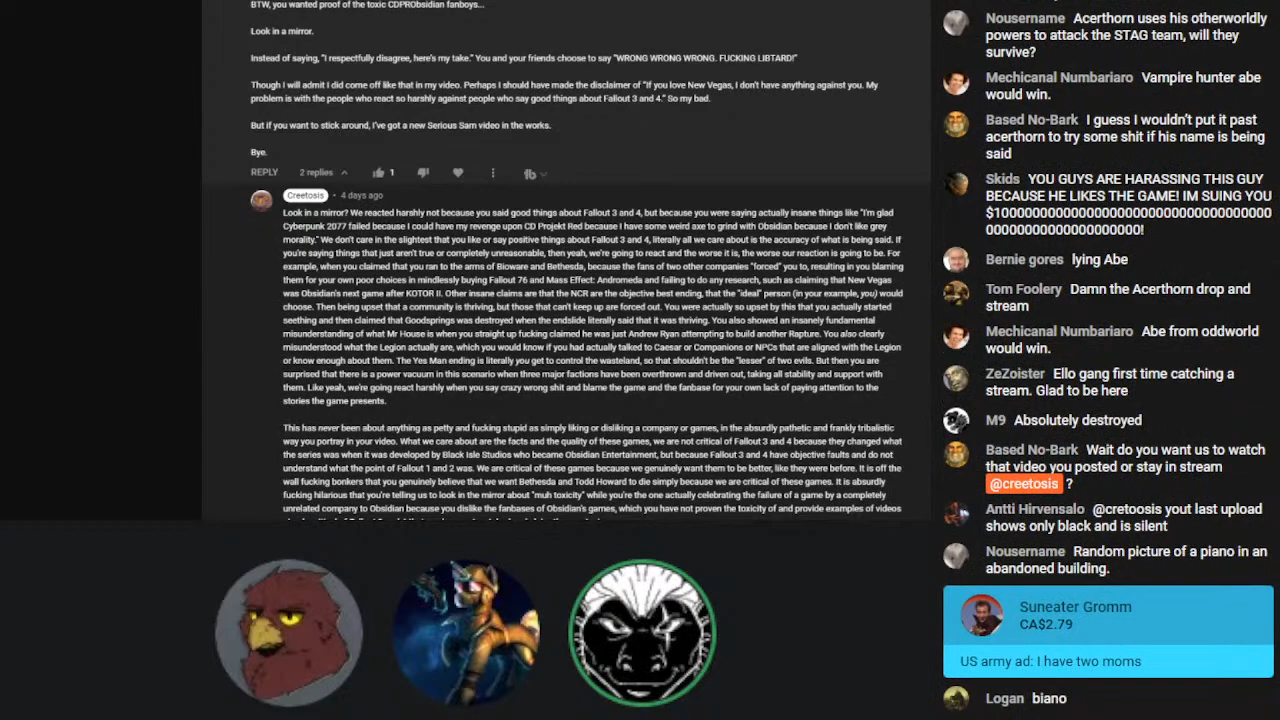 BTW, you wanted proof of the toxic CDPRObsidian fanboys...
Look in a mirror.
Instead of saying, "I respectfully disagree, here's my take." You and your friends choose to say "WRONG WRONG WRONG. FUCKING LIBTARD!"
Though I will admit I did come off like that in my video. Perhaps I should have made the disclaimer of "If you love New Vegas, I don't have anything against you. My
problem is with the people who react so harshly against people who say good things about Fallout 3 and 4." So my bad.
But if you want to stick around, I've got a new Serious Sam video in the works.
Bye.
REPLY 2 replies 1
Creetosis • 4 days ago
Look in a mirror? We reacted harshly not because you said good things about Fallout 3 and 4, but because you were saying actually insane things like "I'm glad
Cyberpunk 2077 failed because I could have my revenge upon CD Projekt Red because I have some weird axe to grind with Obsidian because I don't like grey
morality." We don't care in the slightest that you like or say positive things about Fallout 3 and 4, literally all we care about is the accuracy of what is being said. If
you're saying things that just aren't true or completely unreasonable, then yeah, we're going to react and the worse it is, the worse our reaction is going to be. For
example, when you claimed that you ran to the arms of Bioware and Bethesda, because the fans of two other companies "forced" you to, resulting in you blaming
them for your own poor choices in mindlessly buying Fallout 76 and Mass Effect: Andromeda and failing to do any research, such as claiming that New Vegas
was Obsidian's next game after KOTOR II. Other insane claims are that the NCR are the objective best ending, that the "ideal" person (in your example, you) would
choose. Then being upset that a community is thriving, but those that can't keep up are forced out. You were actually so upset by this that you actually started
seething and then claimed that Goodsprings was destroyed when the endslide literally said that it was thriving. You also showed an insanely fundamental
misunderstanding of what Mr House is when you straight up fucking claimed he was just Andrew Ryan attempting to build another Rapture. You also clearly
misunderstood what the Legion actually are, which you would know if you had actually talked to Caesar or Companions or NPCs that are aligned with the Legion
or know enough about them. The Yes Man ending is literally you get to control the wasteland, so that shouldn't be the "lesser" of two evils. But then you are
surprised that there is a power vacuum in this scenario when three major factions have been overthrown and driven out, taking all stability and support with
them. Like yeah, we're going react harshly when you say crazy wrong shit and blame the game and the fanbase for your own lack of paying attention to the
stories the game presents.
This has never been about anything as petty and fucking stupid as simply liking or disliking a company or games, in the absurdly pathetic and frankly tribalistic
way you portray in your video. What we care about are the facts and the quality of these games, we are not critical of Fallout 3 and 4 because they changed what
the series was when it was developed by Black Isle Studios who became Obsidian Entertainment, but because Fallout 3 and 4 have objective faults and do not
understand what the point of Fallout 1 and 2 was. We are critical of these games because we genuinely want them to be better, like they were before. It is off the
wall fucking bonkers that you genuinely believe that we want Bethesda and Todd Howard to die simply because we are critical of these games. It is absurdly
fucking hilarious that you're telling us to look in the mirror about "muh toxicity" while you're the one actually celebrating the failure of a game by a completely
unrelated company to Obsidian because you dislike the fanbases of Obsidian's games, which you have not proven the toxicity of and provide examples of videos
Nousername Acerthorn uses his otherworldly
powers to attack the STAG team, will they
survive?
Mechicanal Numbariaro Vampire hunter abe
would win.
Based No-Bark I guess I wouldn't put it past
acerthorn to try some shit if his name is being
said
Skids YOU GUYS ARE HARASSING THIS GUY
BECAUSE HE LIKES THE GAME! IM SUING YOU
$1000000000000000000000000000000000
000000000000000000000!
Bernie gores lying Abe
Tom Foolery Damn the Acerthorn drop and
stream
Mechicanal Numbariaro Abe from oddworld
would win.
ZeZoister Ello gang first time catching a
stream. Glad to be here
M9 Absolutely destroyed
Based No-Bark Wait do you want us to watch
that video you posted or stay in stream
@creetosis ?
Antti Hirvensalo @cretoosis yout last upload
shows only black and is silent
Nousername Random picture of a piano in an
abandoned building.
Suneater Gromm
CA$2.79
US army ad: I have two moms
Logan biano